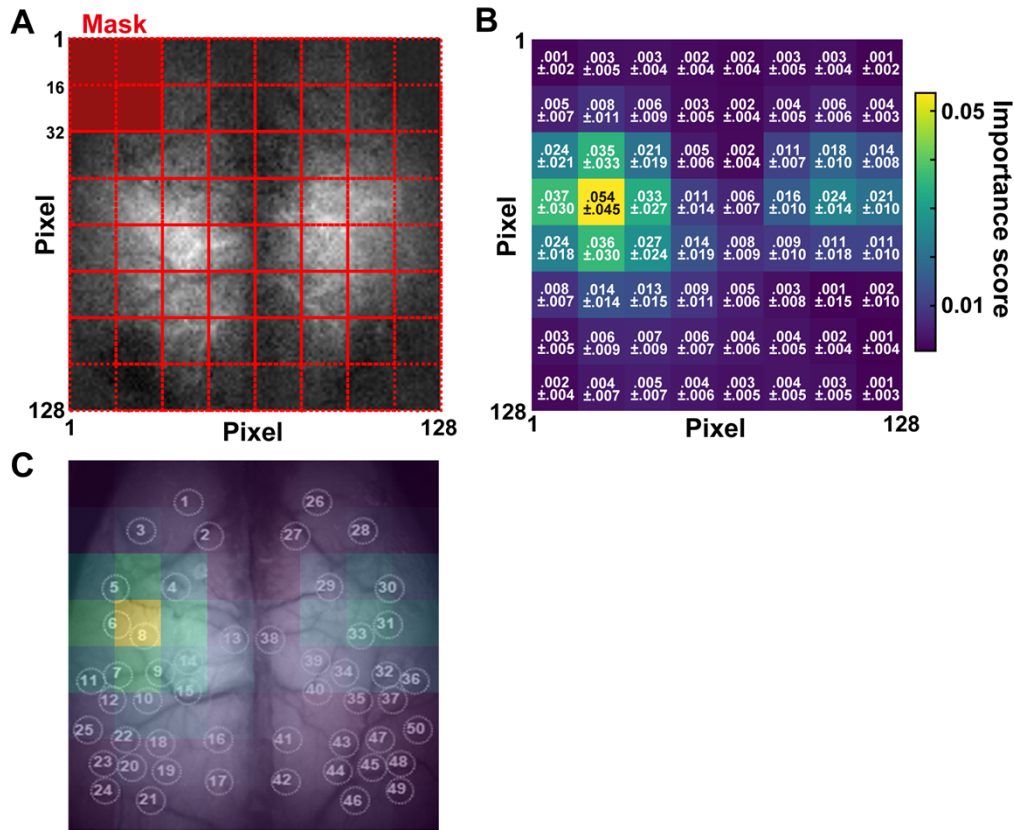 A
Mask
1
16
32
Pixel
128
1
Pixel
128
B
1
.001 .003 .003 .002 .002 .003 .003 .001
±.002 ±.005 ±.004 ±.004 ±.004 ±.005 ±.004 ±.002
.005 .008 .006 .003 .002 .004 .006 .004
±.007 ±.011 ±.009 ±.005 ±.004 ±.005 ±.006 ±.003
.024 .035 .021 .005 .002 .011 .018 .014
±.021 ±.033 ±.019 ±.006 ±.004 ±.007 ±.010 ±.008
.037 .054 .033 .011 .006 .016 .024 .021
±.030 ±.045 ±.027 ±.014 ±.007 ±.010 ±.014 ±.010
.024 .036 .027 .014 .008 .009 .011 .011
±.018 ±.030 ±.024 ±.019 ±.009 ±.010 ±.018 ±.010
.008 .014 .013 .009 .005 .003 .001 .002
±.007 ±.014 ±.015 ±.011 ±.006 ±.008 ±.015 ±.010
.003 .006 .007 .006 .004 .004 .002 .001
±.005 ±.009 ±.009 ±.007 ±.006 ±.005 ±.004 ±.004
.002 .004 .005 .004 .003 .004 .003 .001
±.004 ±.007 ±.007 ±.006 ±.005 ±.005 ±.005 ±.003
Pixel
128
1
Pixel
128
0.05
0.01
Importance score
C
1 26
3 2 27 28
5 4 29 30
6 8 13 38 33 31
14 39
11 7 9 34 32 36
12 10 15 40 35 37
25 22 18 16 41 43 47 50
23 20 19 17 42 44 45 48
24 21 46 49